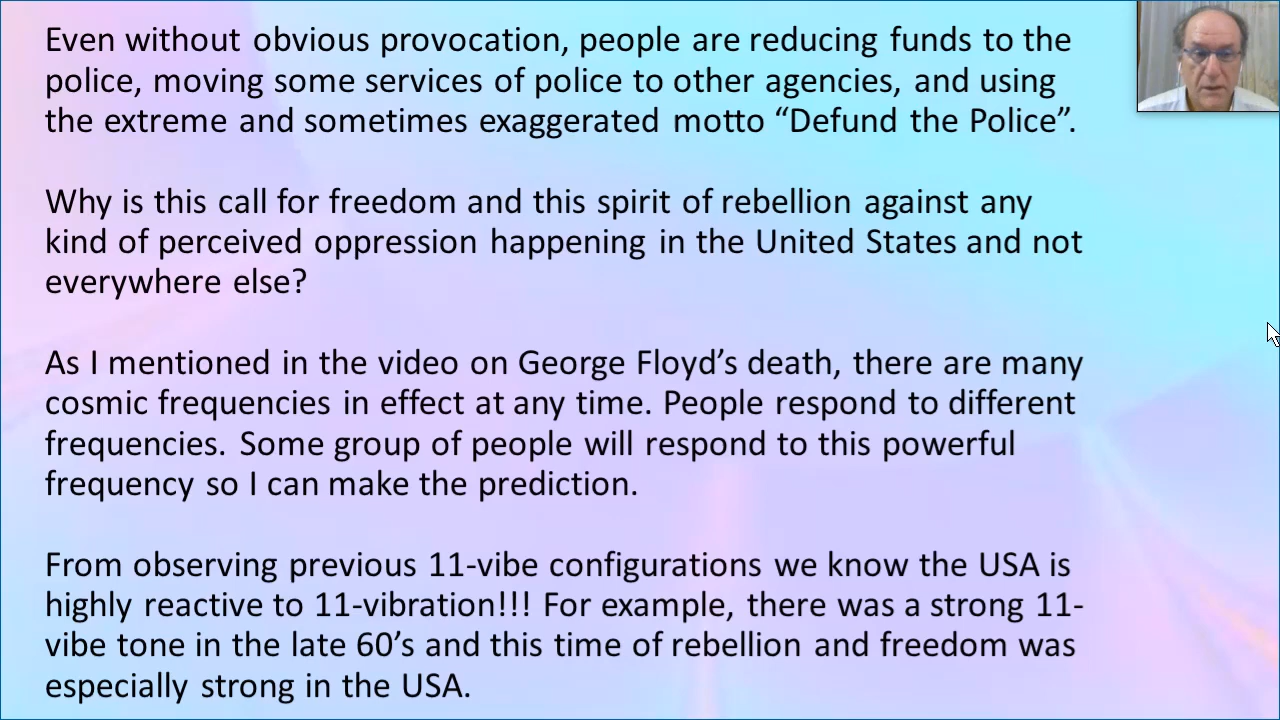 Even without obvious provocation, people are reducing funds to the
police, moving some services of police to other agencies, and using
the extreme and sometimes exaggerated motto “Defund the Police”.
Why is this call for freedom and this spirit of rebellion against any
kind of perceived oppression happening in the United States and not
everywhere else?
As I mentioned in the video on George Floyd’s death, there are many
cosmic frequencies in effect at any time. People respond to different
frequencies. Some group of people will respond to this powerful
frequency so I can make the prediction.
From observing previous 11-vibe configurations we know the USA is
highly reactive to 11-vibration!!! For example, there was a strong 11-
vibe tone in the late 60’s and this time of rebellion and freedom was
especially strong in the USA.